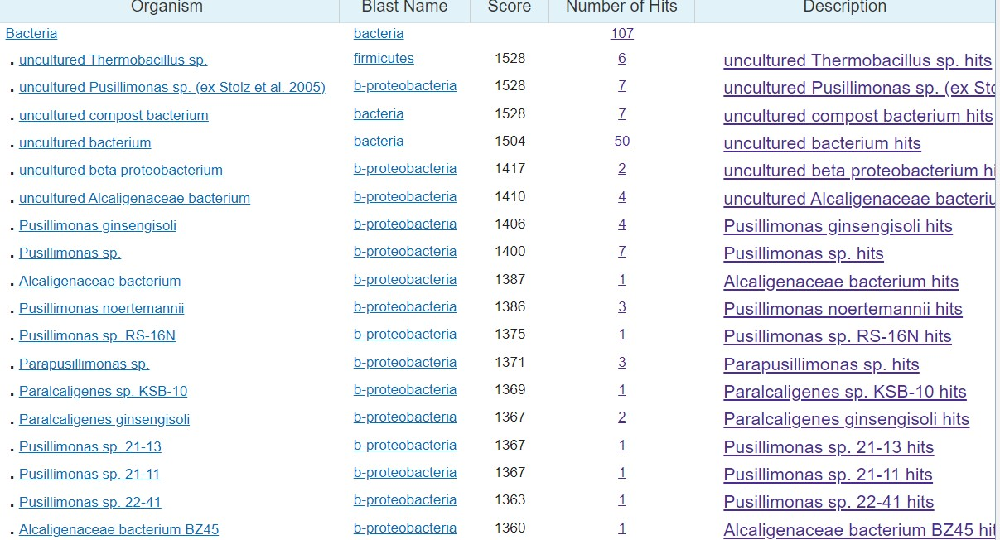 Organism Blast Name Score Number of Hits Description
Bacteria bacteria 107
. uncultured Thermobacillus sp. firmicutes 1528 6 uncultured Thermobacillus sp. hits
. uncultured Pusillimonas sp. (ex Stolz et al. 2005) b-proteobacteria 1528 7 uncultured Pusillimonas sp. (ex Sto
. uncultured compost bacterium bacteria 1528 7 uncultured compost bacterium hits
. uncultured bacterium bacteria 1504 50 uncultured bacterium hits
. uncultured beta proteobacterium b-proteobacteria 1417 2 uncultured beta proteobacterium hi
. uncultured Alcaligenaceae bacterium b-proteobacteria 1410 4 uncultured Alcaligenaceae bacteriu
. Pusillimonas ginsengisoli b-proteobacteria 1406 4 Pusillimonas ginsengisoli hits
. Pusillimonas sp. b-proteobacteria 1400 7 Pusillimonas sp. hits
. Alcaligenaceae bacterium b-proteobacteria 1387 1 Alcaligenaceae bacterium hits
. Pusillimonas noertemannii b-proteobacteria 1386 3 Pusillimonas noertemannii hits
. Pusillimonas sp. RS-16N b-proteobacteria 1375 1 Pusillimonas sp. RS-16N hits
. Parapusillimonas sp. b-proteobacteria 1371 3 Parapusillimonas sp. hits
. Paralcaligenes sp. KSB-10 b-proteobacteria 1369 1 Paralcaligenes sp. KSB-10 hits
. Paralcaligenes ginsengisoli b-proteobacteria 1367 2 Paralcaligenes ginsengisoli hits
. Pusillimonas sp. 21-13 b-proteobacteria 1367 1 Pusillimonas sp. 21-13 hits
. Pusillimonas sp. 21-11 b-proteobacteria 1367 1 Pusillimonas sp. 21-11 hits
. Pusillimonas sp. 22-41 b-proteobacteria 1363 1 Pusillimonas sp. 22-41 hits
. Alcaligenaceae bacterium BZ45 b-proteobacteria 1360 1 Alcaligenaceae bacterium BZ45 hit